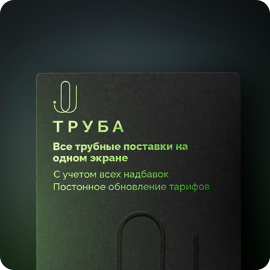 ТРУБА
Все трубные поставки на
одном экране
С учетом всех надбавок
Постонное обновление тарифов